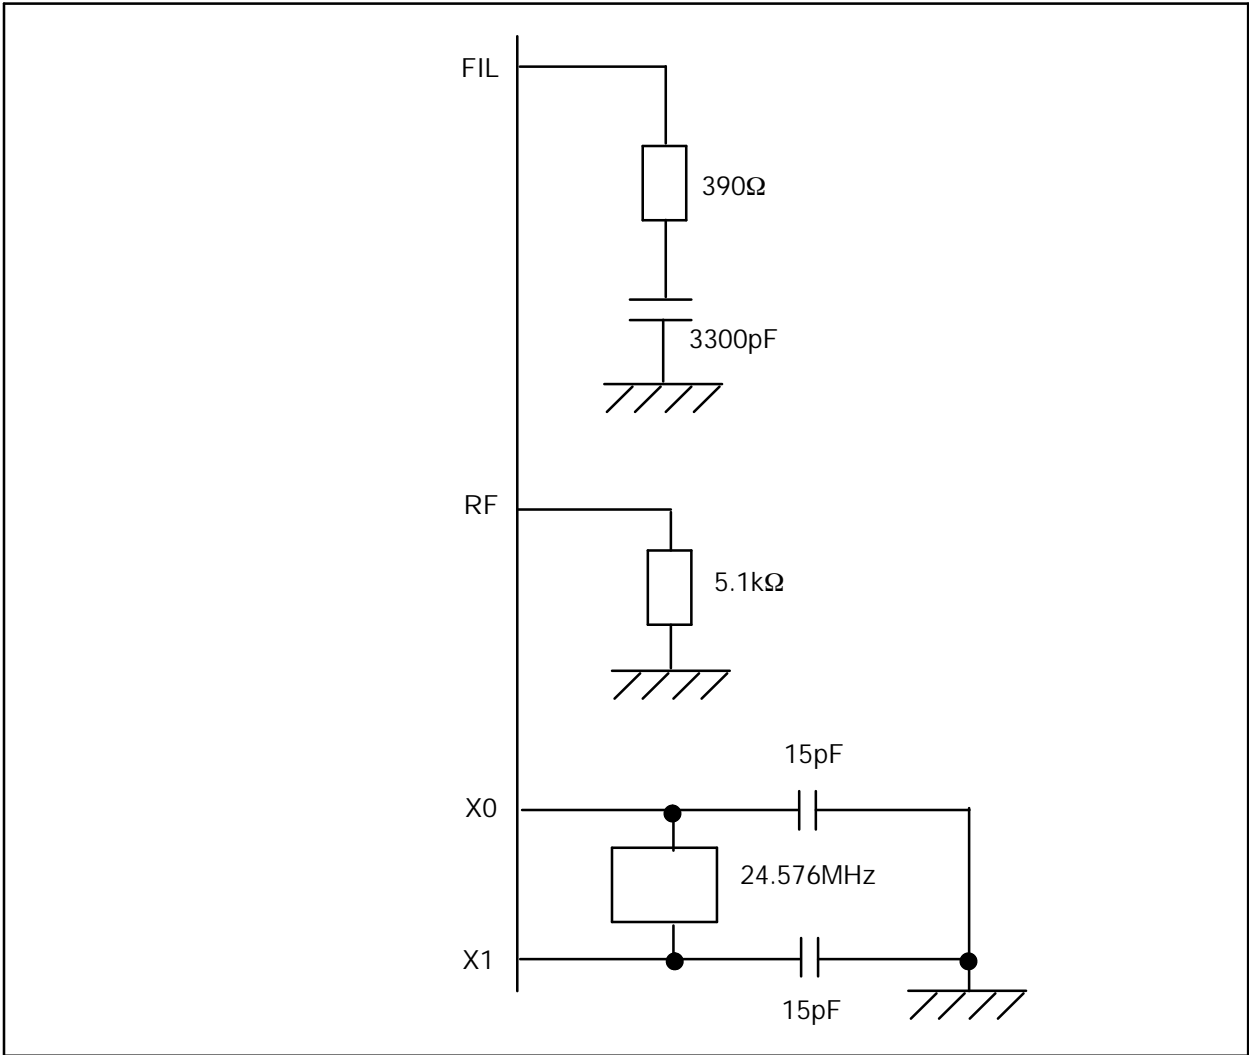 FIL
390Ω
3300pF
RF
5.1kΩ
15pF
X0
24.576MHz
X1
15pF